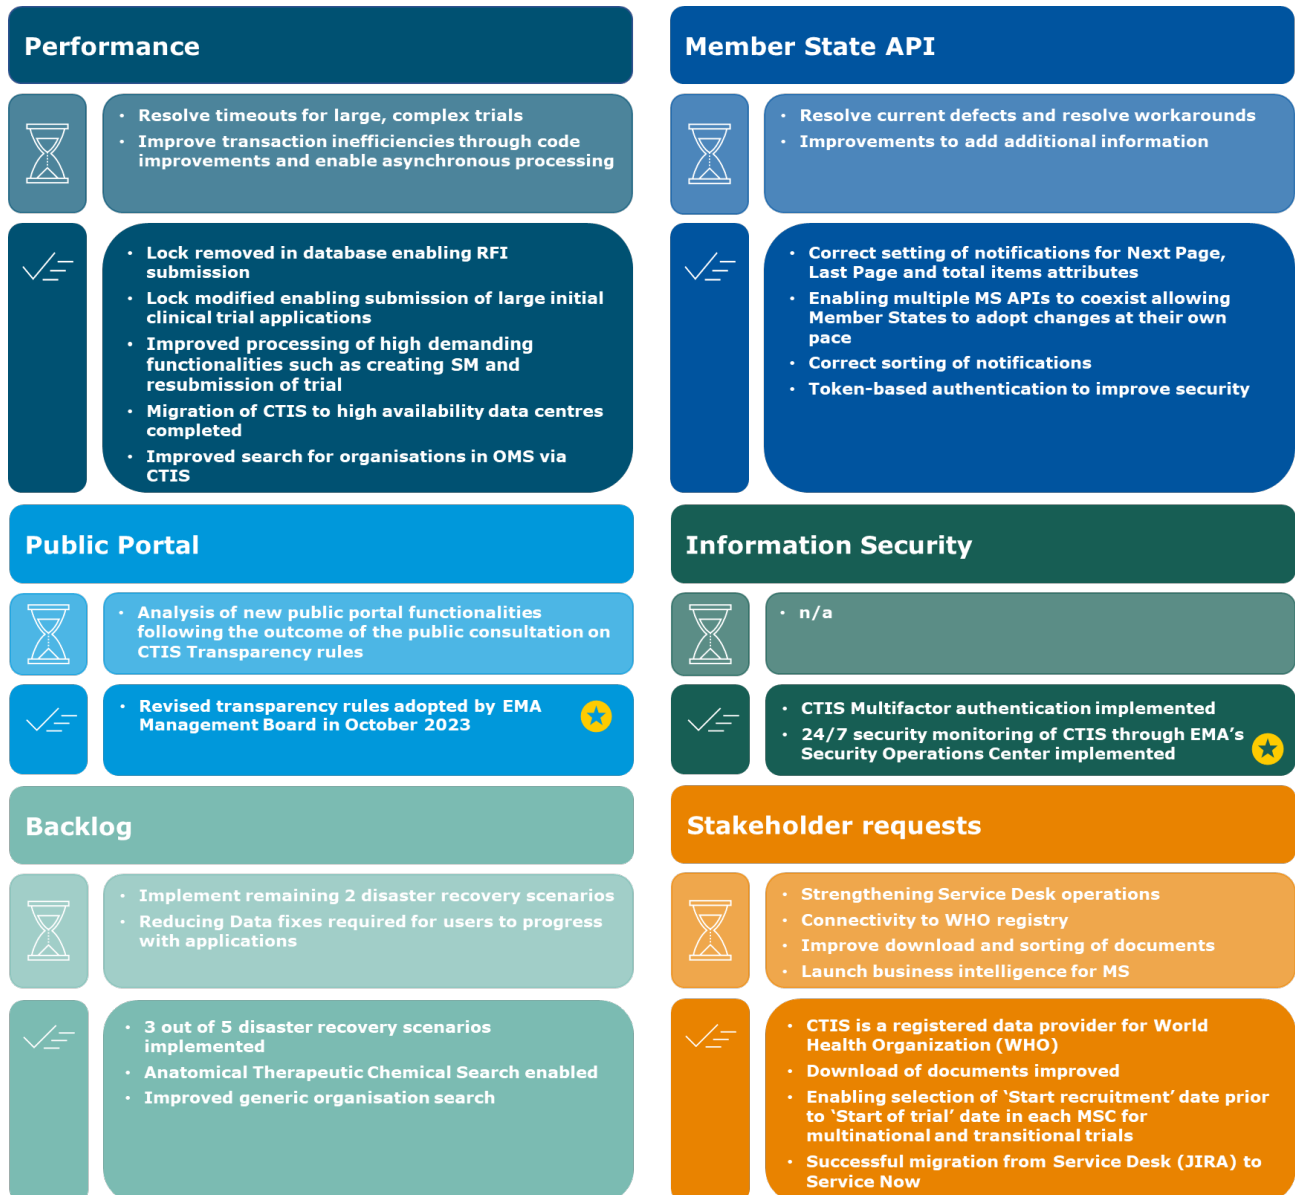 Performance
• Resolve timeouts for large, complex trials
• Improve transaction inefficiencies through code
improvements and enable asynchronous processing
• Lock removed in database enabling RFI
submission
• Lock modified enabling submission of large initial
clinical trial applications
• Improved processing of high demanding
functionalities such as creating SM and
resubmission of trial
• Migration of CTIS to high availability data centres
completed
• Improved search for organisations in OMS via
CTIS
Member State API
• Resolve current defects and resolve workarounds
• Improvements to add additional information
• Correct setting of notifications for Next Page,
Last Page and total items attributes
• Enabling multiple MS APIs to coexist allowing
Member States to adopt changes at their own
pace
• Correct sorting of notifications
• Token-based authentication to improve security
Public Portal
• Analysis of new public portal functionalities
following the outcome of the public consultation on
CTIS Transparency rules
• Revised transparency rules adopted by EMA
Management Board in October 2023
Information Security
• n/a
• CTIS Multifactor authentication implemented
• 24/7 security monitoring of CTIS through EMA’s
Security Operations Center implemented
Backlog
• Implement remaining 2 disaster recovery scenarios
• Reducing Data fixes required for users to progress
with applications
• 3 out of 5 disaster recovery scenarios
implemented
• Anatomical Therapeutic Chemical Search enabled
• Improved generic organisation search
Stakeholder requests
• Strengthening Service Desk operations
• Connectivity to WHO registry
• Improve download and sorting of documents
• Launch business intelligence for MS
• CTIS is a registered data provider for World
Health Organization (WHO)
• Download of documents improved
• Enabling selection of ‘Start recruitment’ date prior
to ‘Start of trial’ date in each MSC for
multinational and transitional trials
• Successful migration from Service Desk (JIRA) to
Service Now